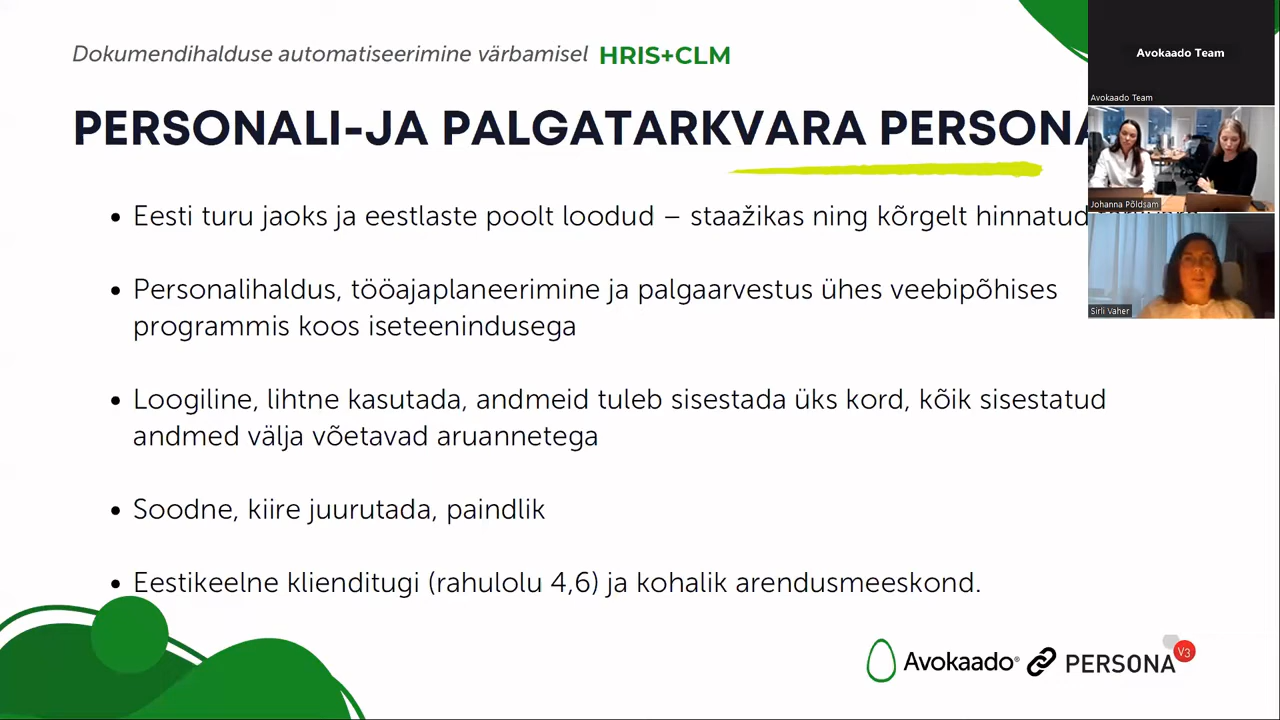 Dokumendihalduse automatiseerimine värbamisel HRIS+CLM
PERSONALI-JA PALGATARKVARA PERSONA
• Eesti turu jaoks ja eestlaste poolt loodud – staažikas ning kõrgelt hinnatud
• Personalihaldus, tööajaplaneerimine ja palgaarvestus ühes veebipõhises
programmis koos iseteenindusega
• Loogiline, lihtne kasutada, andmeid tuleb sisestada üks kord, kõik sisestatud
andmed välja võetavad aruannetega
• Soodne, kiire juurutada, paindlik
• Eestikeelne klienditugi (rahulolu 4,6) ja kohalik arendusmeeskond.
Avokaado® PERSONA V3
Avokaado Team
Avokaado Team
Johanna Põldsam
Sirli Vaher